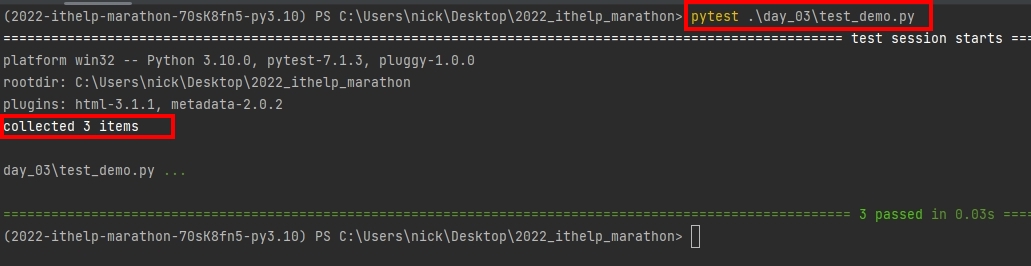 (2022-ithelp-marathon-70sK8fn5-py3.10) PS C:\Users\nick\Desktop\2022_ithelp_marathon> pytest .\day_03\test_demo.py
========================================================================================================= test session starts ===
platform win32 -- Python 3.10.0, pytest-7.1.3, pluggy-1.0.0
rootdir: C:\Users\nick\Desktop\2022_ithelp_marathon
plugins: html-3.1.1, metadata-2.0.2
collected 3 items
day_03\test_demo.py ...
========================================================================================================== 3 passed in 0.03s ====
(2022-ithelp-marathon-70sK8fn5-py3.10) PS C:\Users\nick\Desktop\2022_ithelp_marathon>